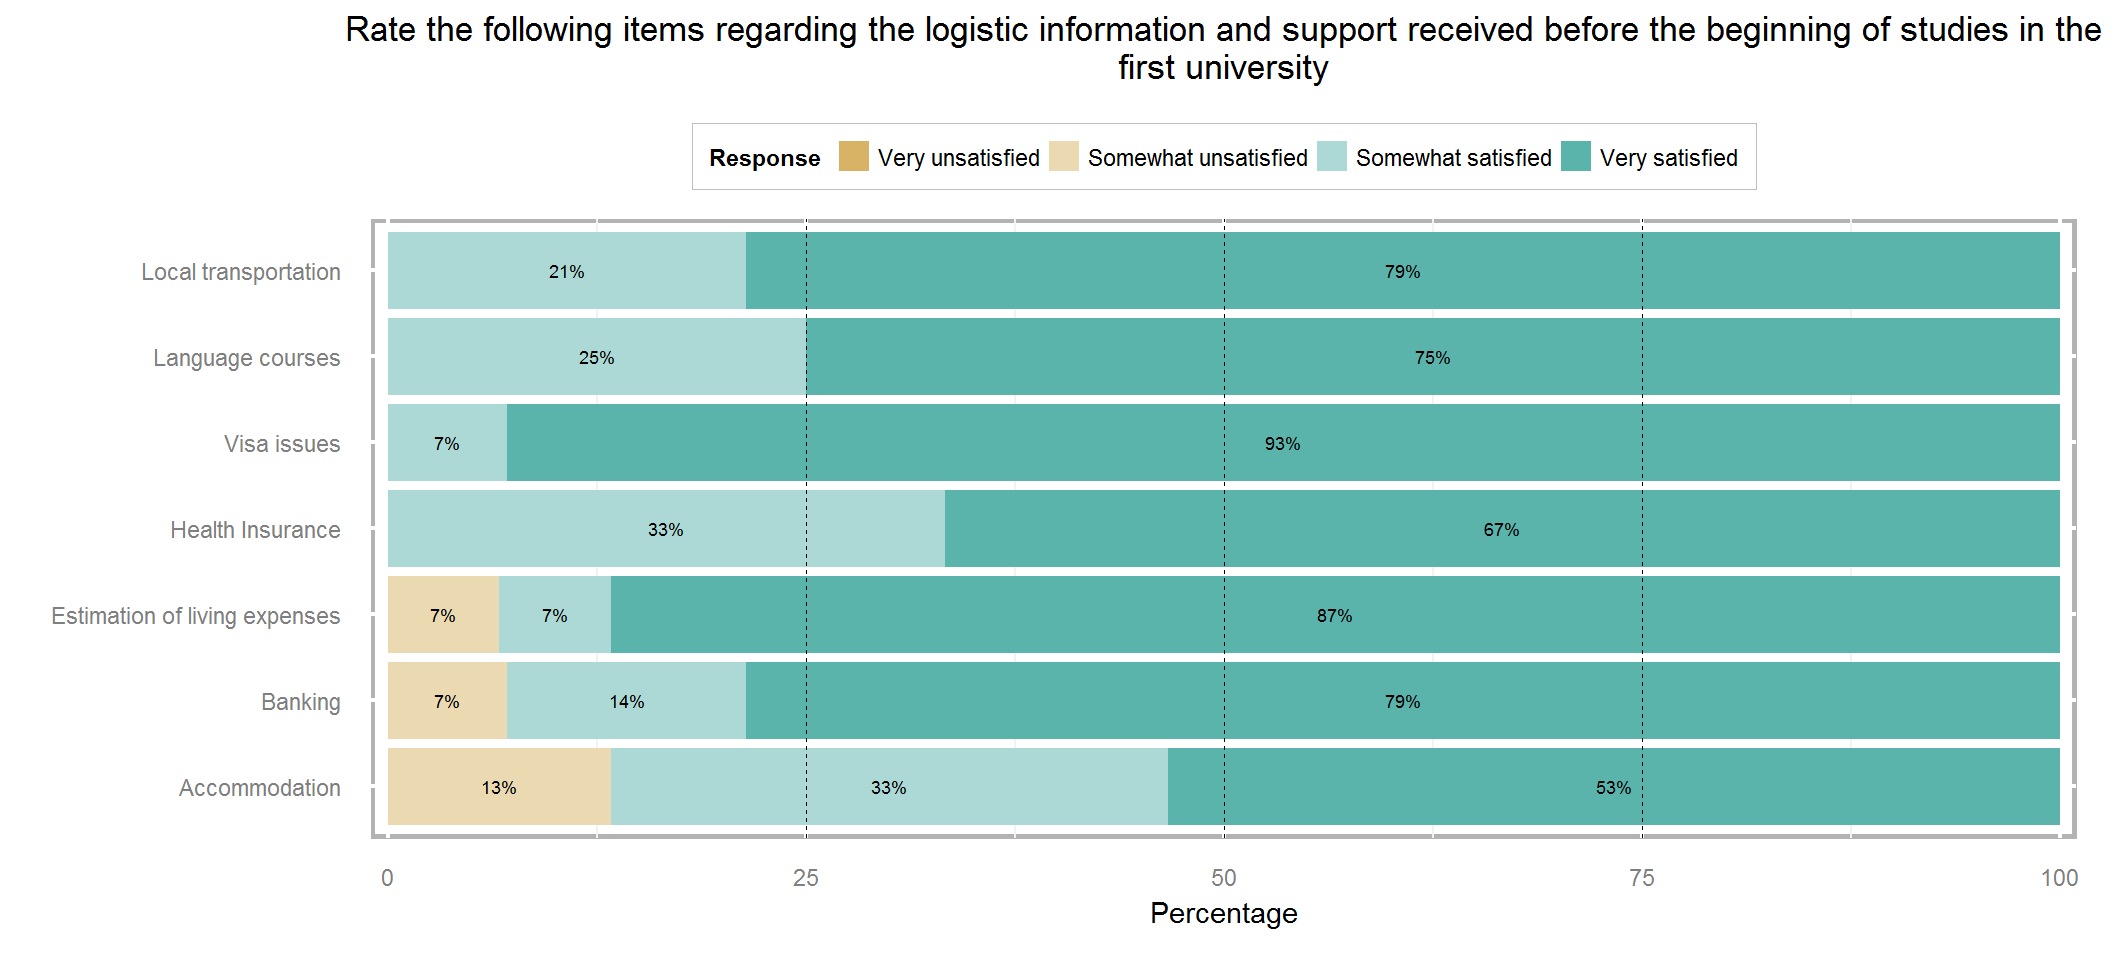 Rate the following items regarding the logistic information and support received before the beginning of studies in the
first university
Response Very unsatisfied Somewhat unsatisfied Somewhat satisfied Very satisfied
Local transportation 21% 79%
Language courses 25% 75%
Visa issues 7% 93%
Health Insurance 33% 67%
Estimation of living expenses 7% 7% 87%
Banking 7% 14% 79%
Accommodation 13% 33% 53%
0 25 50 75 100
Percentage